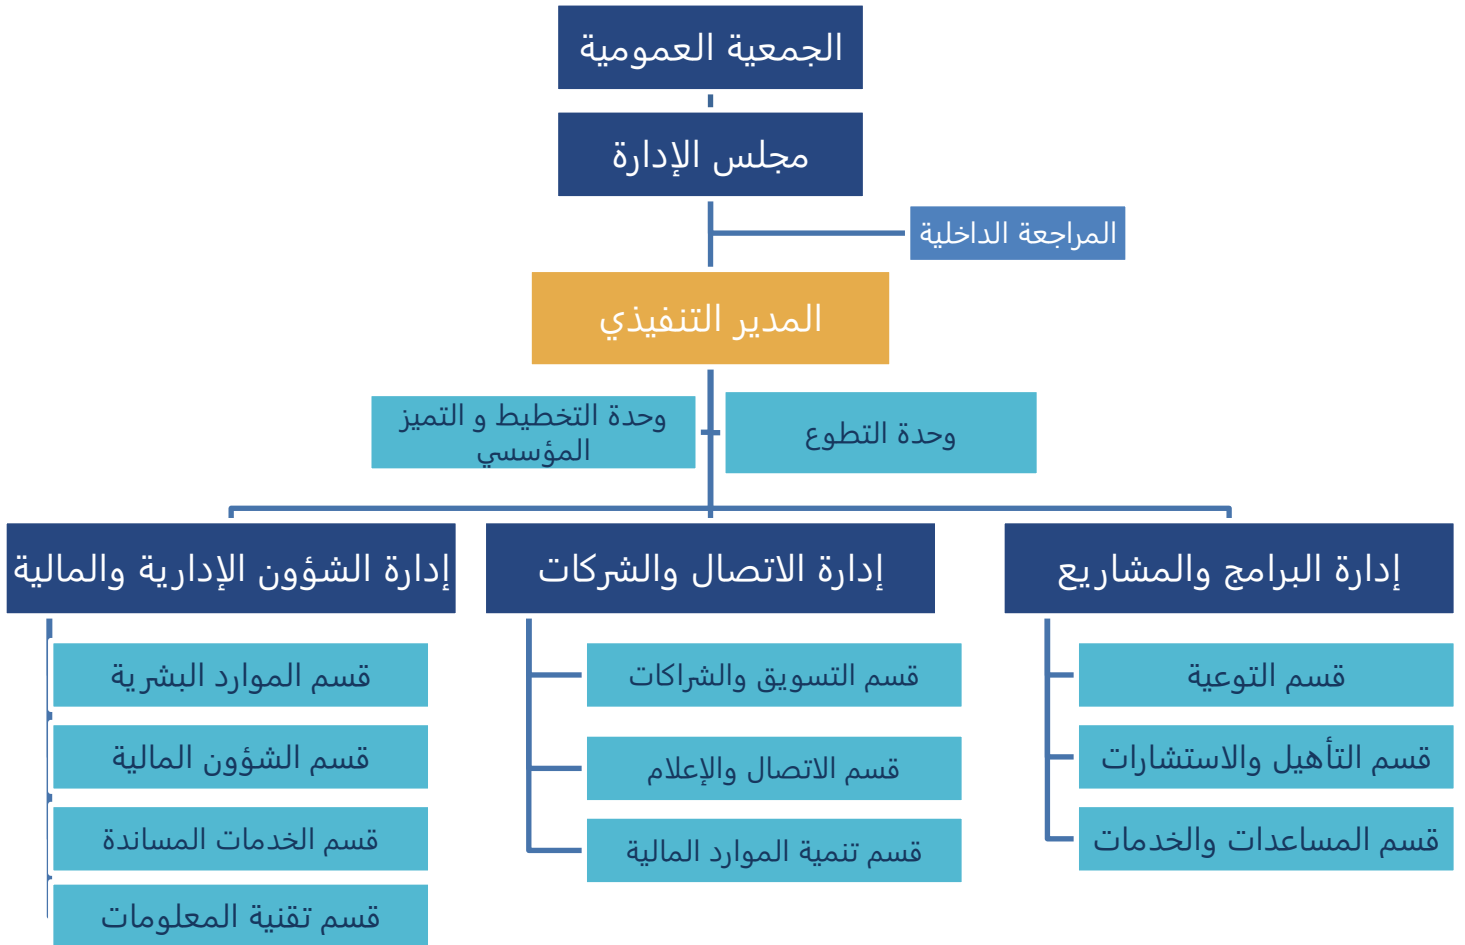 الجمعية العمومية
مجلس الإدارة
المراجعة الداخلية
المدير التنفيذي
وحدة التطوع
وحدة التخطيط و التميز
المؤسسي
إدارة البرامج والمشاريع
إدارة الاتصال والشركات
إدارة الشؤون الإدارية والمالية
قسم التوعية
قسم التأهيل والاستشارات
قسم المساعدات والخدمات
قسم التسويق والشراكات
قسم الاتصال والإعلام
قسم تنمية الموارد المالية
قسم الموارد البشرية
قسم الشؤون المالية
قسم الخدمات المساندة
قسم تقنية المعلومات